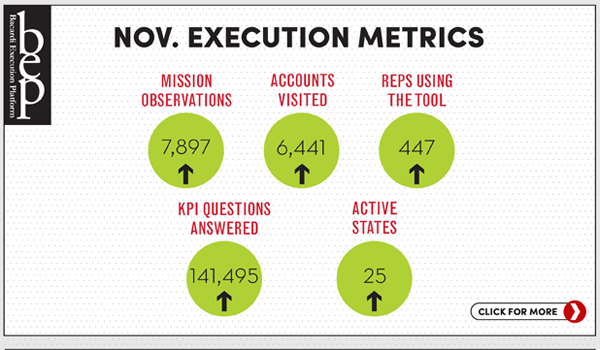 bep
Bacardi Execution Platform
NOV. EXECUTION METRICS
MISSION
OBSERVATIONS
7,897
ACCOUNTS
VISITED
6,441
REPS USING
THE TOOL
447
KPI QUESTIONS
ANSWERED
141,495
ACTIVE
STATES
25
CLICK FOR MORE